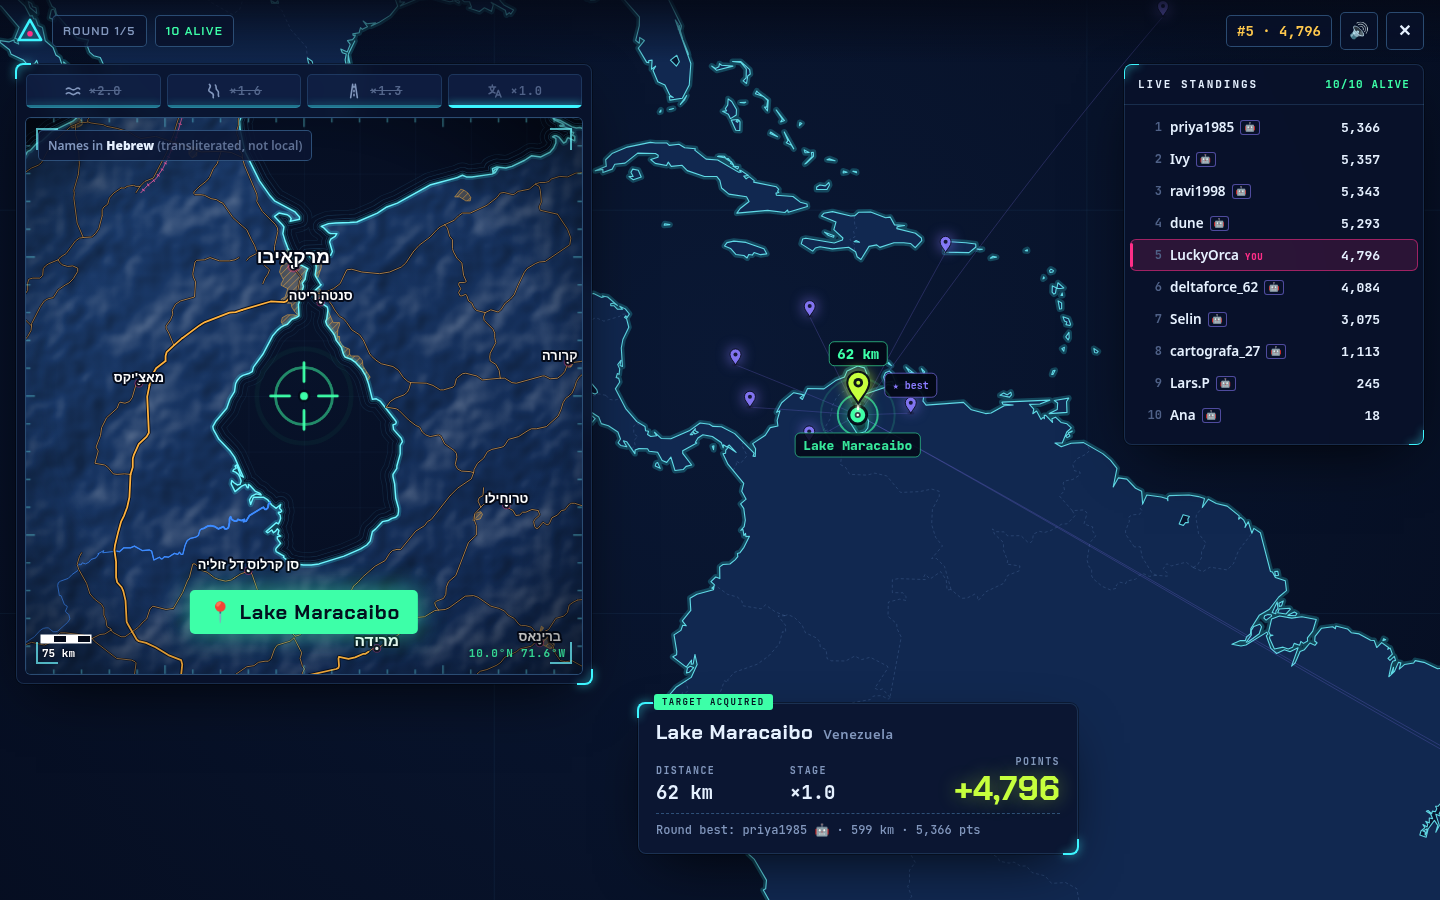 ROUND 1/5
10 ALIVE
#5 · 4,796
×2.0
×1.6
×1.3
×1.0
Names in Hebrew (transliterated, not local)
מרקאיבו
סנטה ריטה
קרורה
מאצ'יקס
טרוחילו
סן קרלוס דל זוליה
📍 Lake Maracaibo
מרידה
ברינאס
75 km
10.0°N 71.6°W
62 km
★ best
Lake Maracaibo
LIVE STANDINGS 10/10 ALIVE
1 priya1985 🤖 5,366
2 Ivy 🤖 5,357
3 ravi1998 🤖 5,343
4 dune 🤖 5,293
5 LuckyOrca YOU 4,796
6 deltaforce_62 🤖 4,084
7 Selin 🤖 3,075
8 cartografa_27 🤖 1,113
9 Lars.P 🤖 245
10 Ana 🤖 18
TARGET ACQUIRED
Lake Maracaibo Venezuela
DISTANCE STAGE POINTS
62 km ×1.0 +4,796
Round best: priya1985 🤖 · 599 km · 5,366 pts